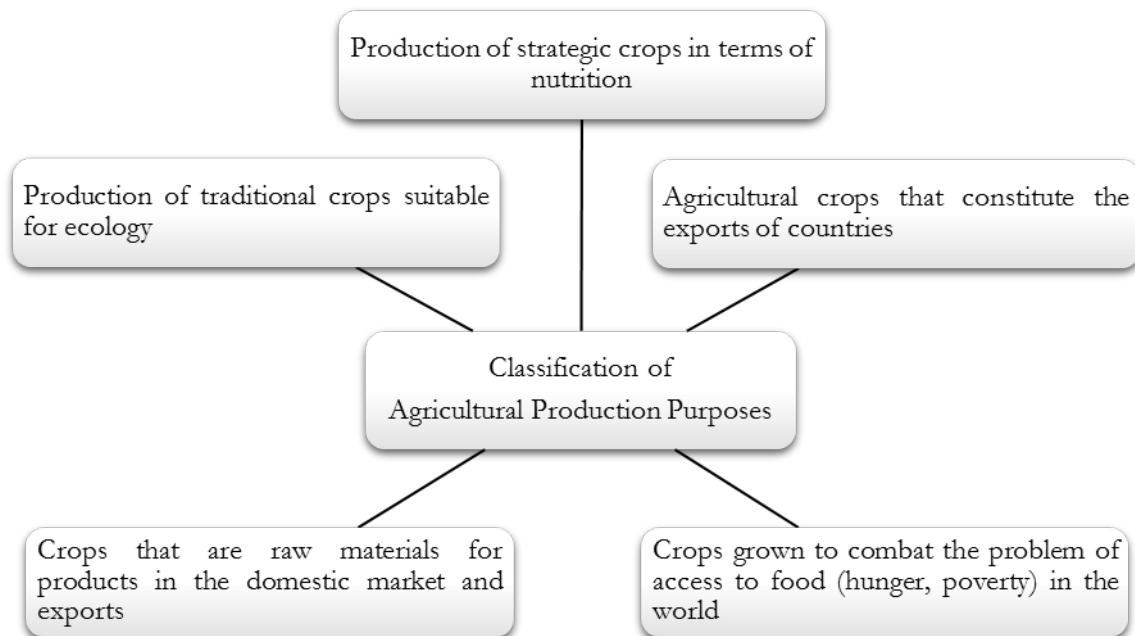 Production of strategic crops in terms of
nutrition
Production of traditional crops suitable
for ecology
Agricultural crops that constitute the
exports of countries
Classification of
Agricultural Production Purposes
Crops that are raw materials for
products in the domestic market and
exports
Crops grown to combat the problem of
access to food (hunger, poverty) in the
world